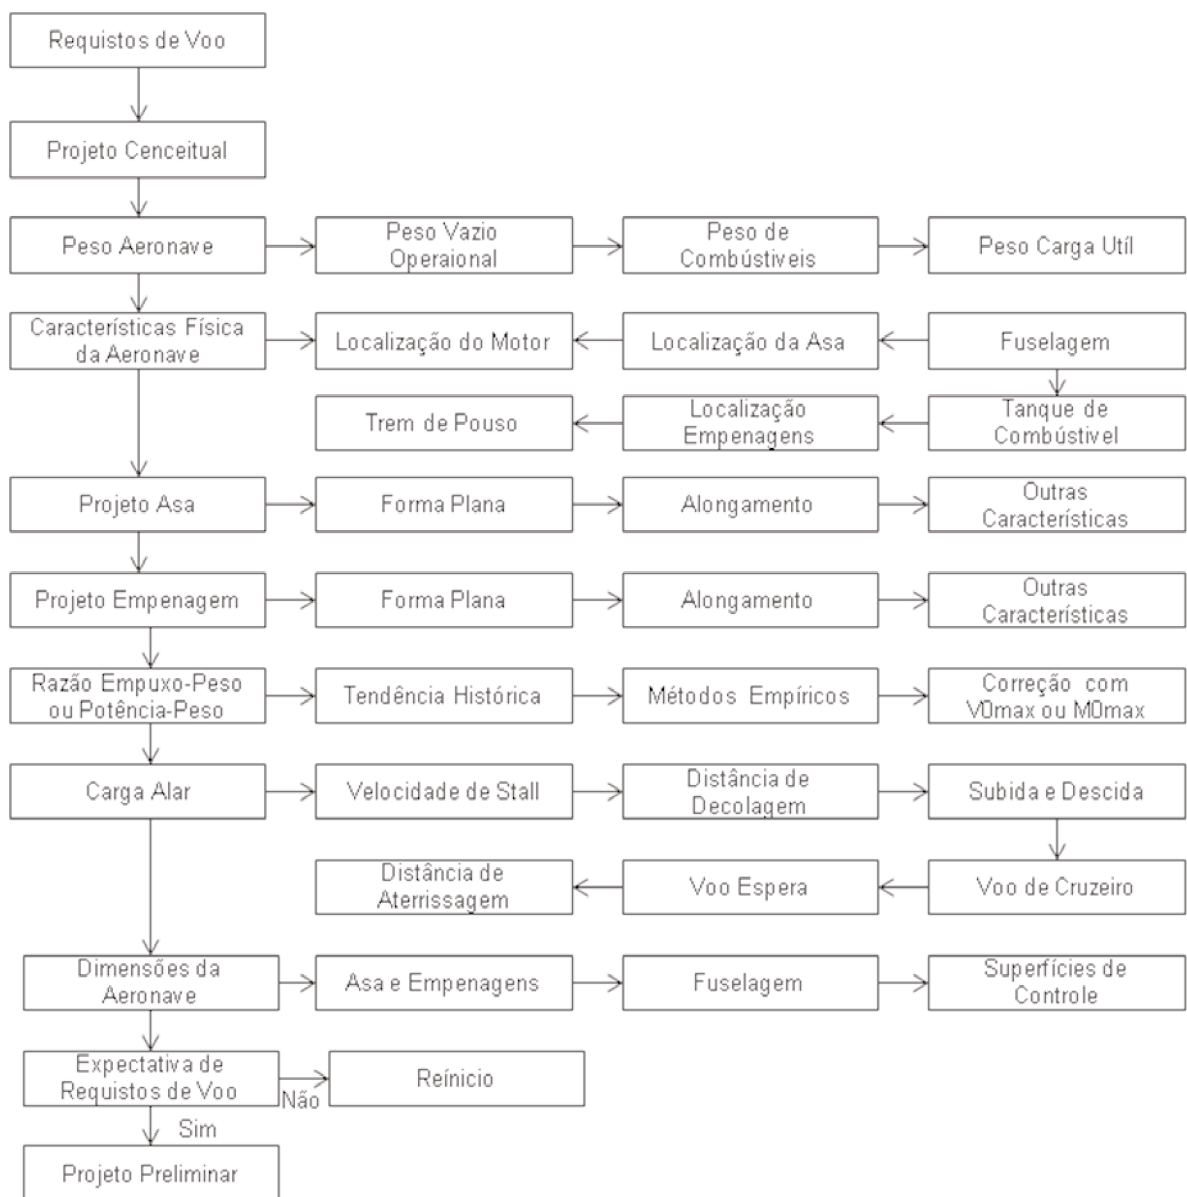 Requistos de Voo
Projeto Cenceitual
Peso Aeronave
Peso Vazio
Operaional
Peso de
Combústiveis
Peso Carga Utíl
Características Física
da Aeronave
Localização do Motor
Localização da Asa
Fuselagem
Trem de Pouso
Localização
Empenagens
Tanque de
Combústivel
Projeto Asa
Forma Plana
Alongamento
Outras
Característícas
Projeto Empenagem
Forma Plana
Alongamento
Outras
Característícas
Razão Empuxo-Peso
ou Potência-Peso
Tendência Histórica
Métodos Empíricos
Correção com
V0max ou M0max
Carga Alar
Velocidade de Stall
Distância de
Decolagem
Subida e Descida
Distância de
Aterrissagem
Voo Espera
Voo de Cruzeiro
Dimensões da
Aeronave
Asa e Empenagens
Fuselagem
Superfícies de
Controle
Expectativa de
Requistos de Voo
Reínicio
Não
Sim
Projeto Preliminar